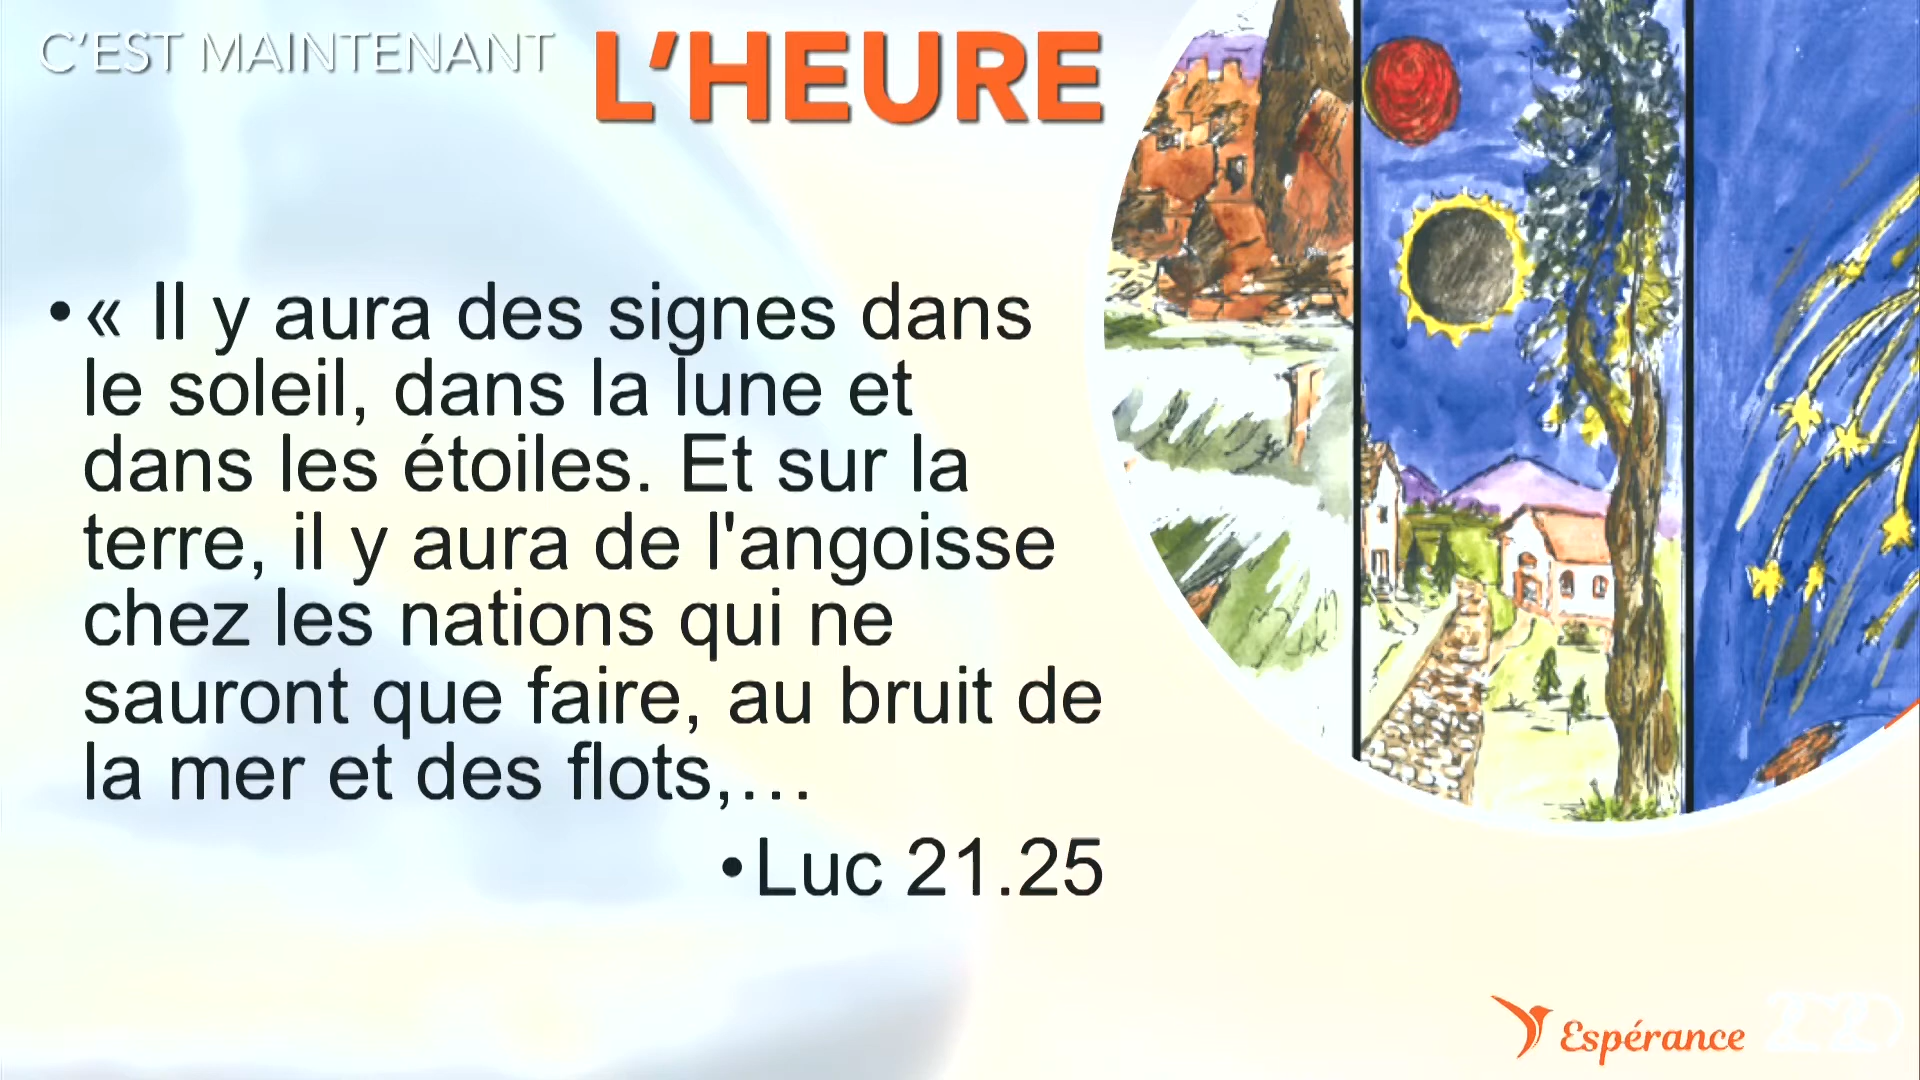 C'EST MAINTENANT L'HEURE
• « Il y aura des signes dans
le soleil, dans la lune et
dans les étoiles. Et sur la
terre, il y aura de l'angoisse
chez les nations qui ne
sauront que faire, au bruit de
la mer et des flots,…
• Luc 21.25
Espérance